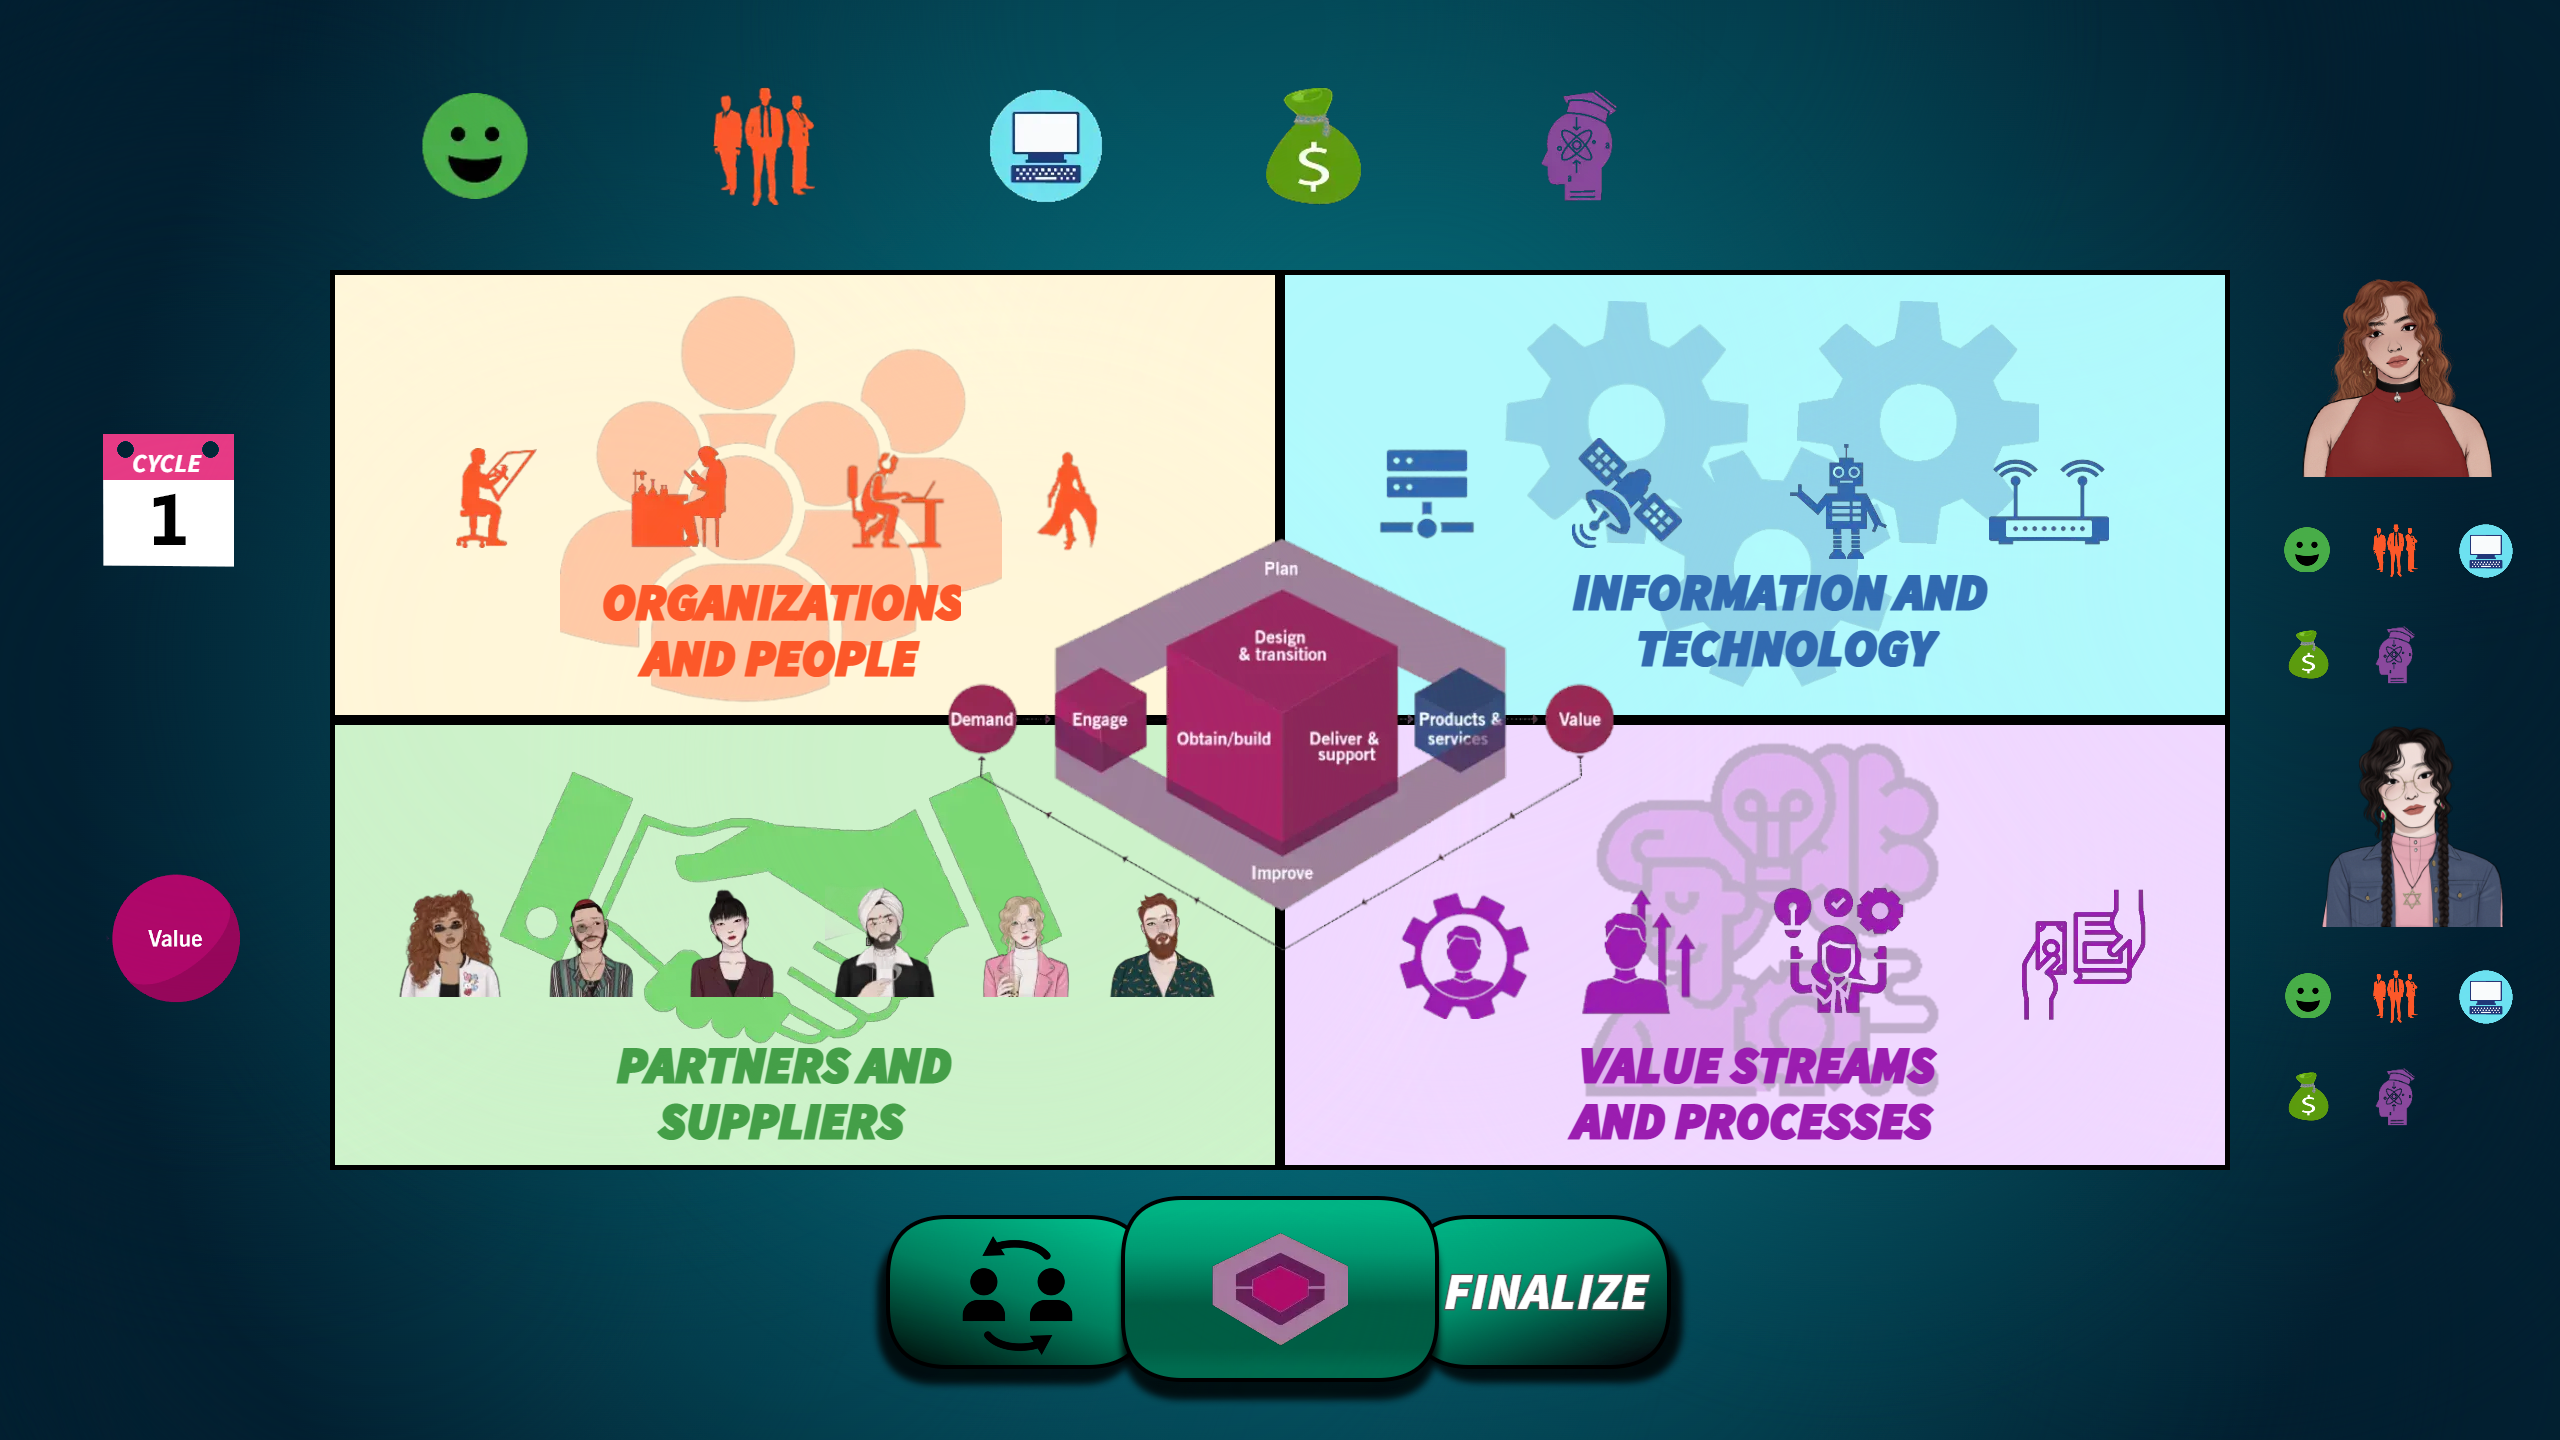 CYCLE
1
ORGANIZATIONS
AND PEOPLE
INFORMATION AND
TECHNOLOGY
Plan
Design
& transition
Demand
Engage
Obtain/build
Deliver &
support
Products &
services
Value
Improve
Value
PARTNERS AND
SUPPLIERS
VALUE STREAMS
AND PROCESSES
$
$
$
FINALIZE